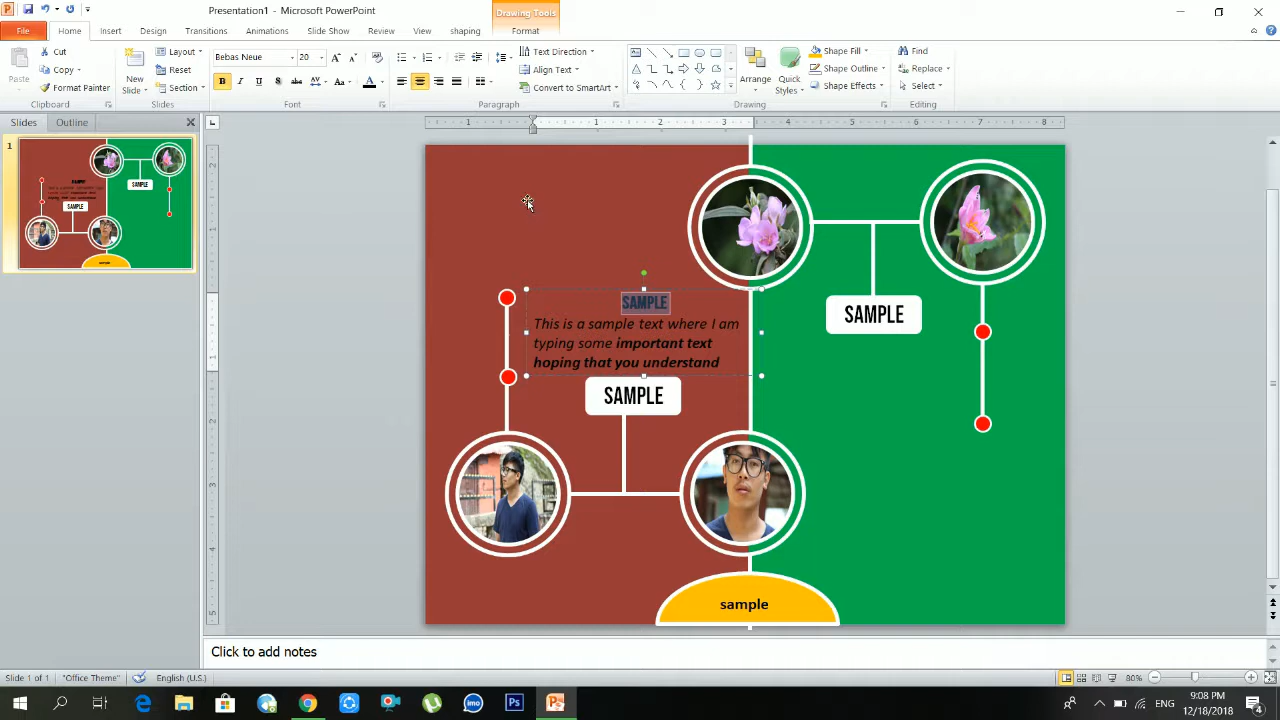 Presentation1 - Microsoft PowerPoint
Drawing Tools
File
Home
Insert
Design
Transitions
Animations
Slide Show
Review
View
shaping
Format
Paste
Cut
Copy
Format Painter
Clipboard
New
Slide
Layout
Reset
Section
Slides
Bebas Neue
20
Font
Text Direction
Align Text
Convert to SmartArt
Paragraph
Arrange
Quick
Styles
Shape Fill
Shape Outline
Shape Effects
Drawing
Find
Replace
Select
Editing
Slides
Outline
1
SAMPLE
This is a sample text where I am
typing some important text
hoping that you understand
SAMPLE
SAMPLE
sample
Click to add notes
Slide 1 of 1
"Office Theme"
English (U.S.)
80%
ENG
9:08 PM
12/18/2018